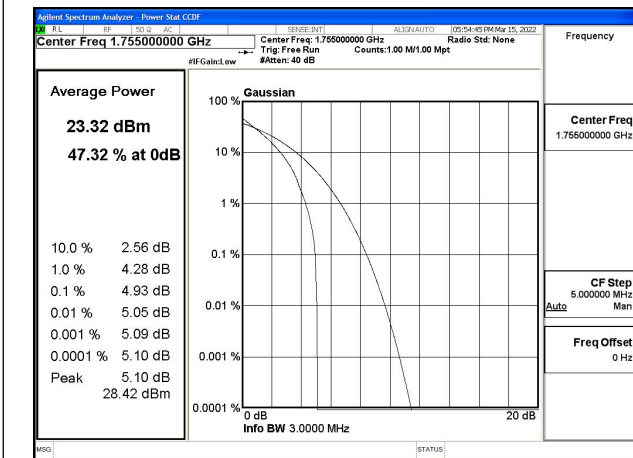 Agilent Spectrum Analyzer - Power Stat CCDF
RL RF 50 Ω AC SENSE:INT ALIGNAUTO 05:54:45 PM Mar 15, 2022
Center Freq 1.755000000 GHz
Center Freq: 1.755000000 GHz Radio Std: None
Trig: Free Run Counts:1.00 M/1.00 Mpt
#IFGain:Low #Atten: 40 dB
Frequency
Average Power
23.32 dBm
47.32 % at 0dB
10.0 % 2.56 dB
1.0 % 4.28 dB
0.1 % 4.93 dB
0.01 % 5.05 dB
0.001 % 5.09 dB
0.0001 % 5.10 dB
Peak 5.10 dB
28.42 dBm
Gaussian
100 %
10 %
1 %
0.1 %
0.01 %
0.001 %
0.0001 %
0 dB 20 dB
Info BW 3.0000 MHz
Center Freq
1.755000000 GHz
CF Step
5.000000 MHz
Auto Man
Freq Offset
0 Hz
MSG STATUS